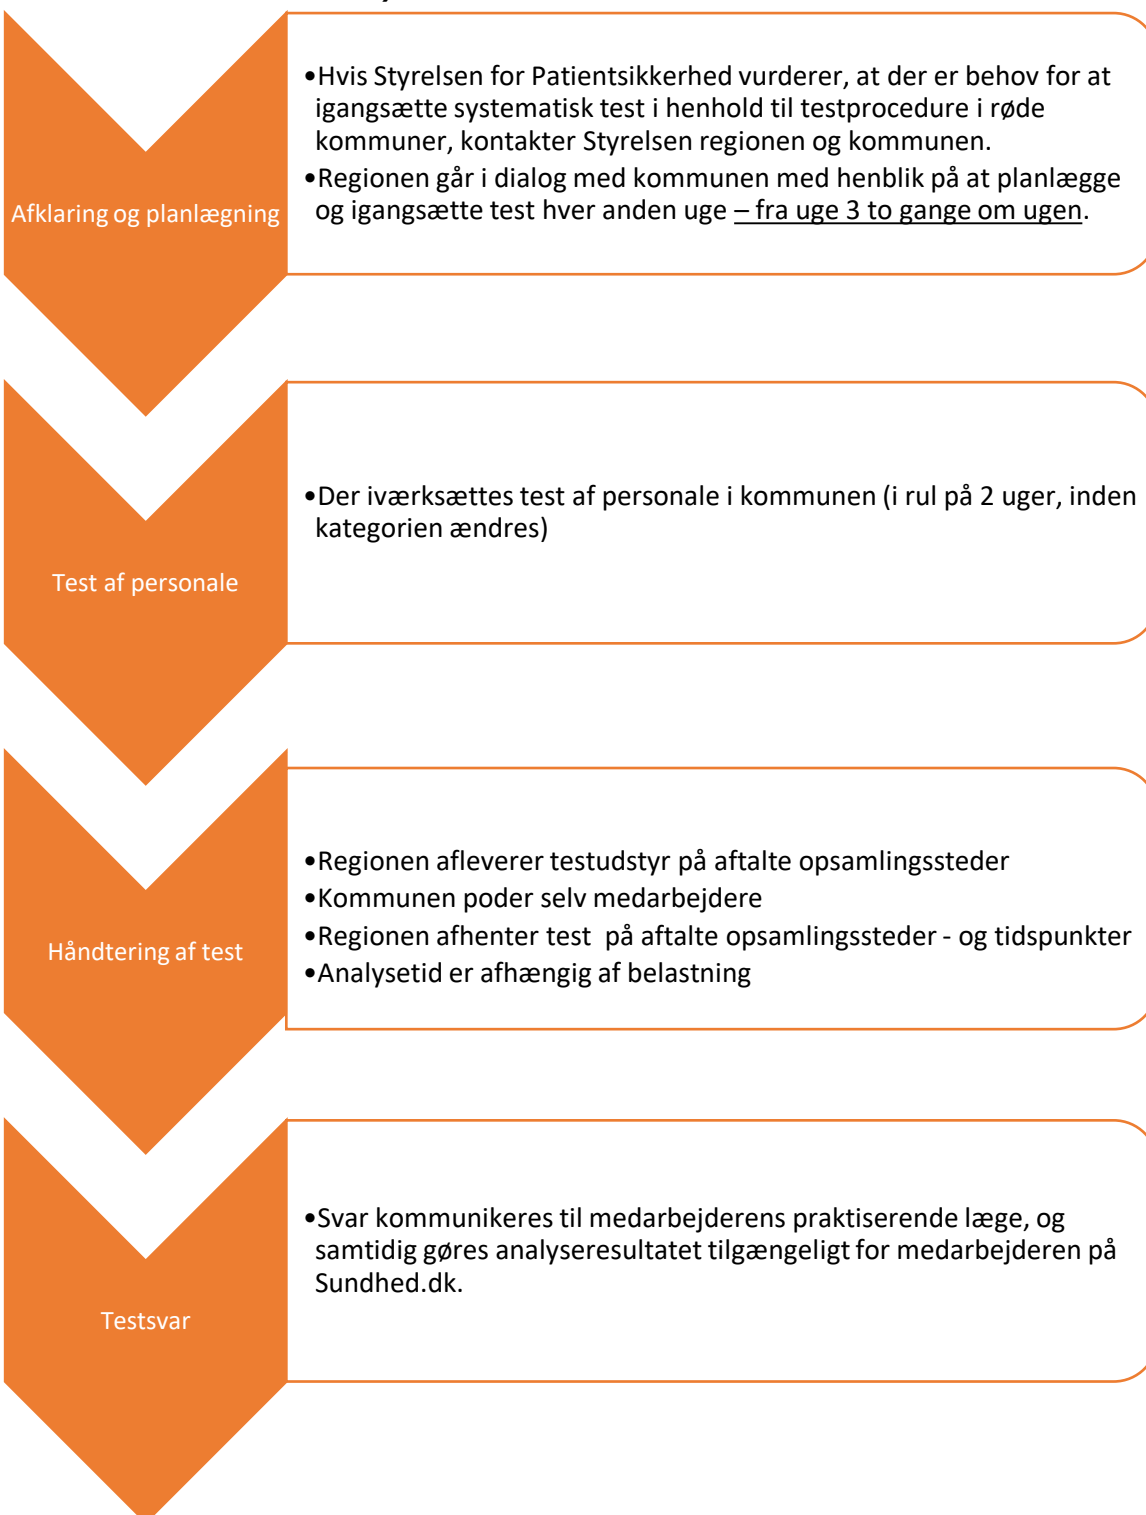 •Hvis Styrelsen for Patientsikkerhed vurderer, at der er behov for at
igangsætte systematisk test i henhold til testprocedure i røde
kommuner, kontakter Styrelsen regionen og kommunen.
•Regionen går i dialog med kommunen med henblik på at planlægge
og igangsætte test hver anden uge – fra uge 3 to gange om ugen.
Afklaring og planlægning
•Der iværksættes test af personale i kommunen (i rul på 2 uger, inden
kategorien ændres)
Test af personale
•Regionen afleverer testudstyr på aftalte opsamlingssteder
•Kommunen poder selv medarbejdere
•Regionen afhenter test på aftalte opsamlingssteder - og tidspunkter
•Analysetid er afhængig af belastning
Håndtering af test
•Svar kommunikeres til medarbejderens praktiserende læge, og
samtidig gøres analyseresultatet tilgængeligt for medarbejderen på
Sundhed.dk.
Testsvar